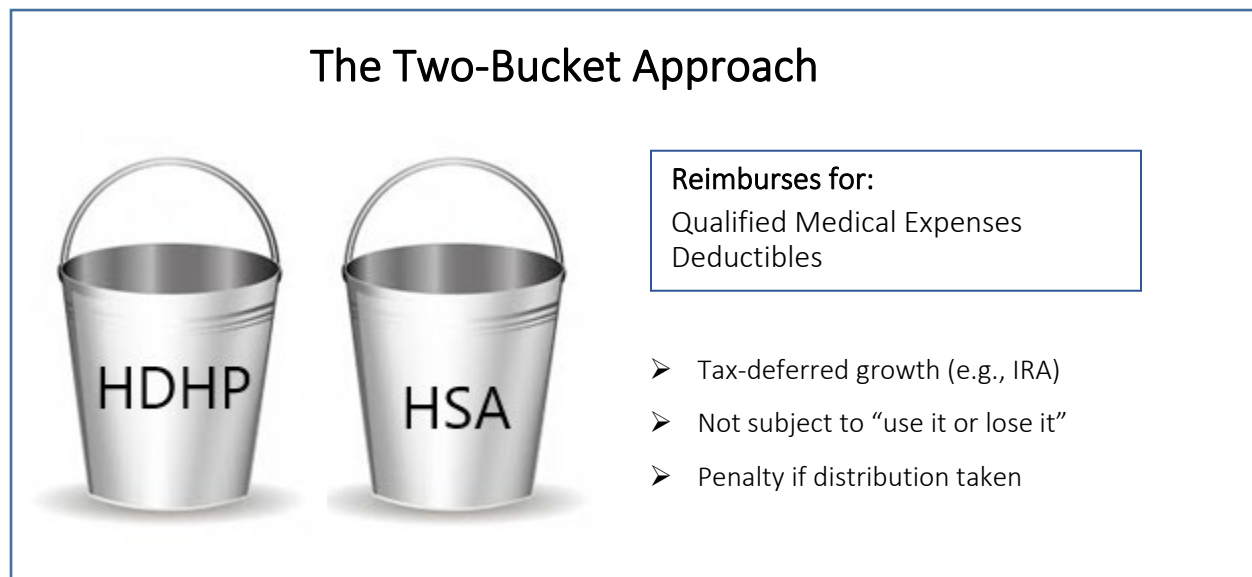 The Two-Bucket Approach
HDHP
HSA
Reimburses for:
Qualified Medical Expenses
Deductibles
➤ Tax-deferred growth (e.g., IRA)
➤ Not subject to “use it or lose it”
➤ Penalty if distribution taken